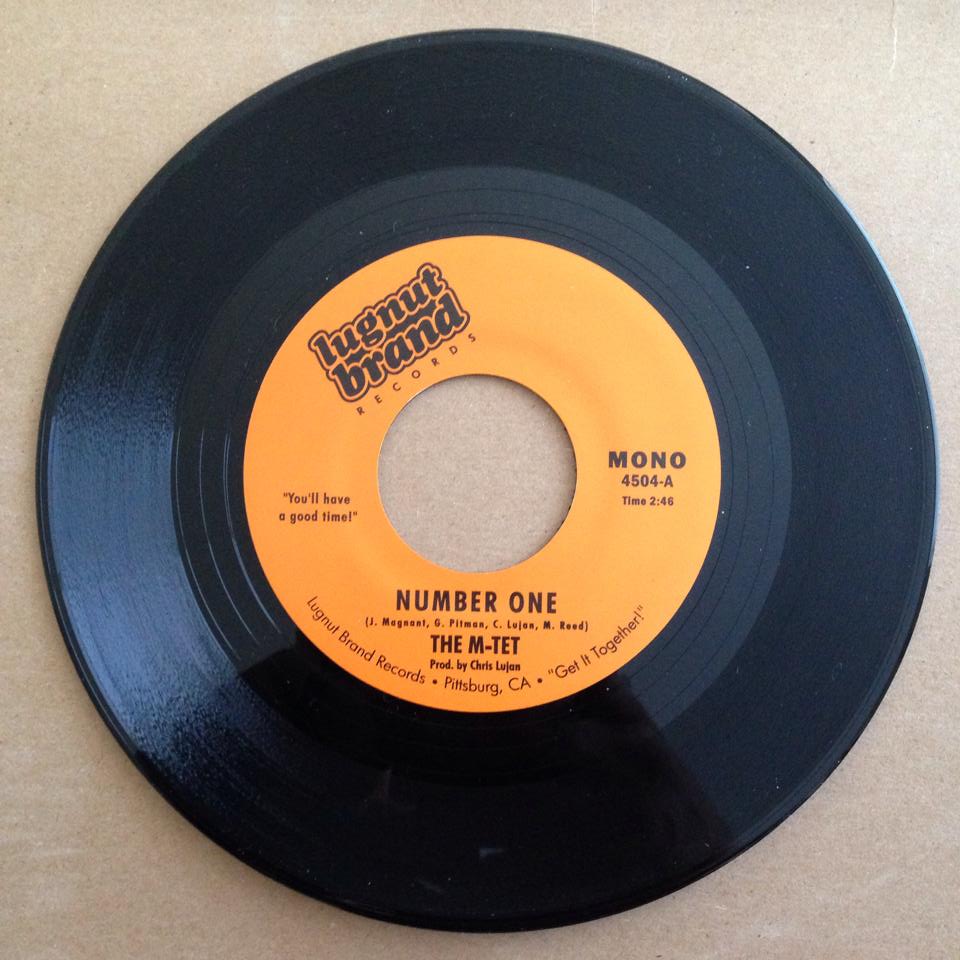 lugnut
brand
RECORDS
MONO
4504-A
Time 2:46
"You'll have
a good time!"
NUMBER ONE
(J. Magnant, G. Pitman, C. Lujan, M. Reed)
THE M-TET
Prod. by Chris Lujan
Lugnut Brand Records • Pittsburg, CA • "Get It Together!"